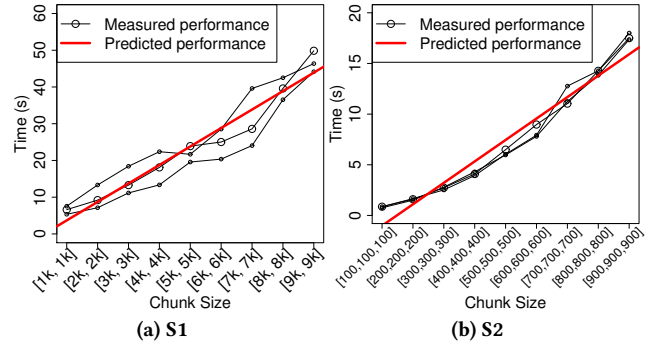 Measured performance
Predicted performance
60
50
40
30
20
10
0
Time (s)
[1k, 1k]
[2k, 2k]
[3k, 3k]
[4k, 4k]
[5k, 5k]
[6k, 6k]
[7k, 7k]
[8k, 8k]
[9k, 9k]
Chunk Size
(a) S1
Measured performance
Predicted performance
20
15
10
5
0
Time (s)
[100,100,100]
[200,200,200]
[300,300,300]
[400,400,400]
[500,500,500]
[600,600,600]
[700,700,700]
[800,800,800]
[900,900,900]
Chunk Size
(b) S2